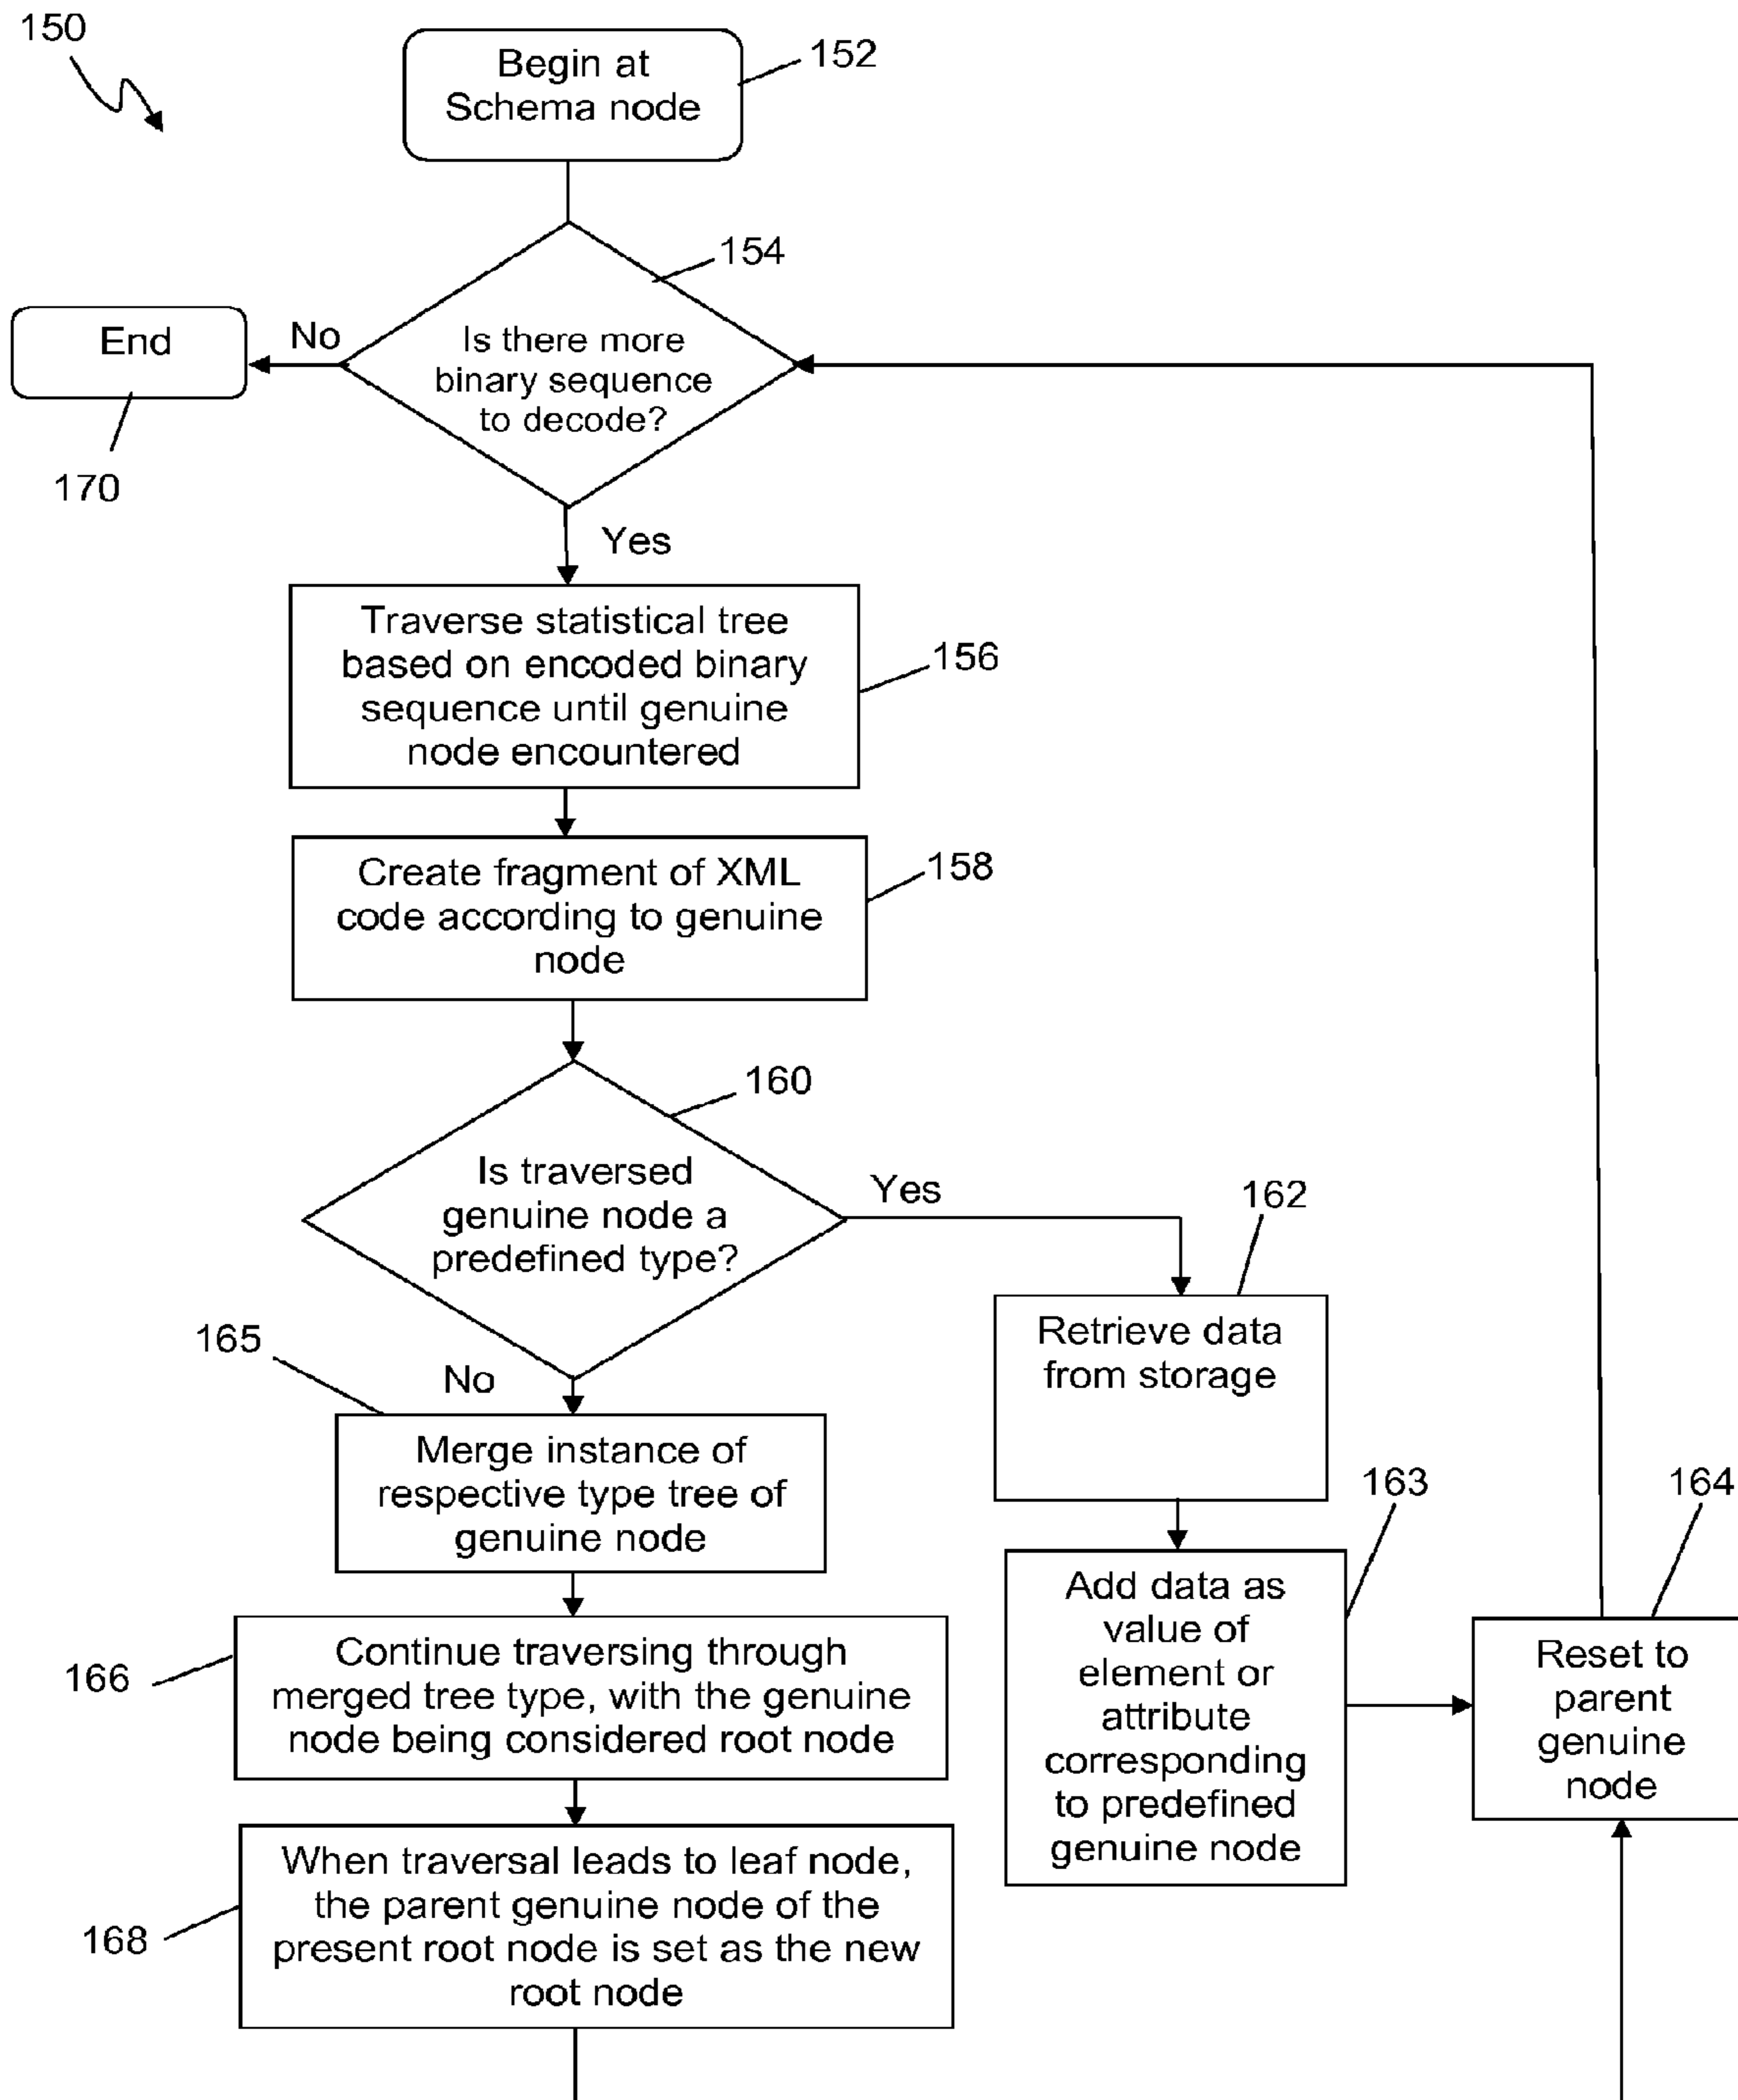 150
Begin at
Schema node
152
154
Is there more
binary sequence
to decode?
No
End
170
Yes
Traverse statistical tree
based on encoded binary
sequence until genuine
node encountered
156
Create fragment of XML
code according to genuine
node
158
160
Is traversed
genuine node a
predefined type?
Yes
162
Retrieve data
from storage
165
No
Merge instance of
respective type tree of
genuine node
163
Add data as
value of
element or
attribute
corresponding
to predefined
genuine node
164
Reset to
parent
genuine
node
166
Continue traversing through
merged tree type, with the genuine
node being considered root node
168
When traversal leads to leaf node,
the parent genuine node of the
present root node is set as the new
root node